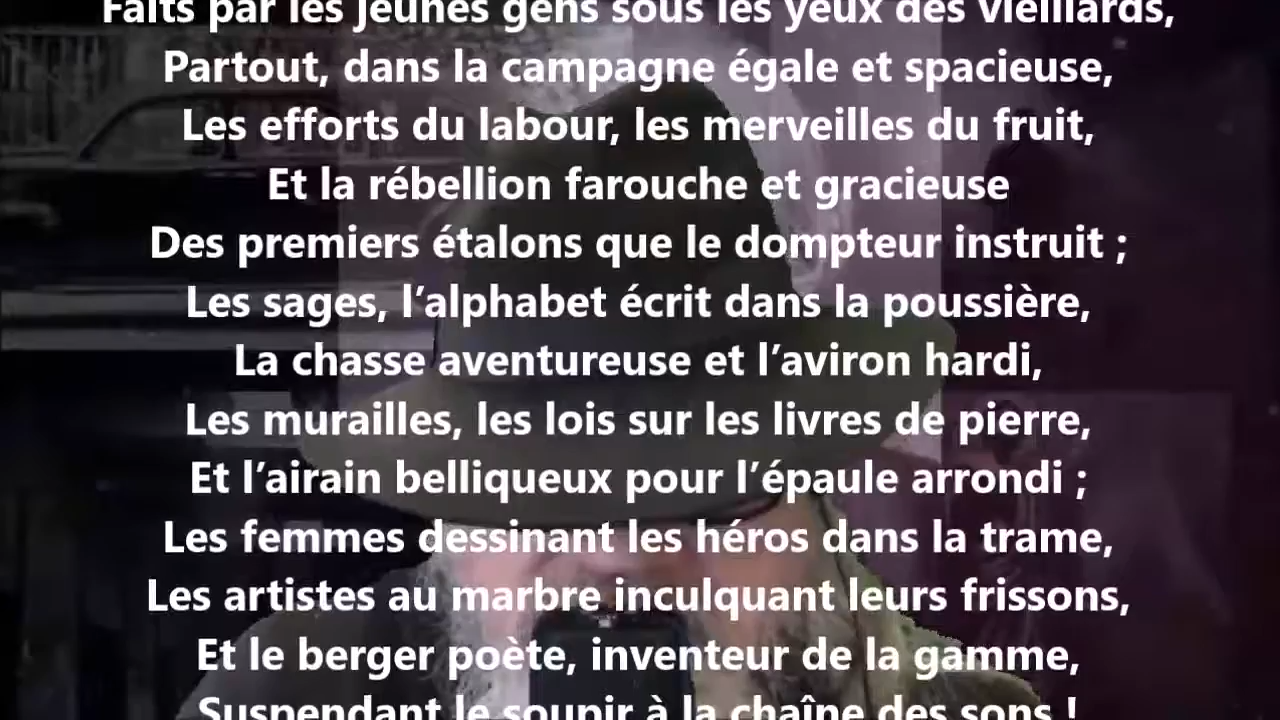 Faits par les jeunes gens sous les yeux des vieillards,
Partout, dans la campagne égale et spacieuse,
Les efforts du labour, les merveilles du fruit,
Et la rébellion farouche et gracieuse
Des premiers étalons que le dompteur instruit ;
Les sages, l’alphabet écrit dans la poussière,
La chasse aventureuse et l’aviron hardi,
Les murailles, les lois sur les livres de pierre,
Et l’airain belliqueux pour l’épaule arrondi ;
Les femmes dessinant les héros dans la trame,
Les artistes au marbre inculquant leurs frissons,
Et le berger poète, inventeur de la gamme,
Suspendant le soupir à la chaîne des sons !